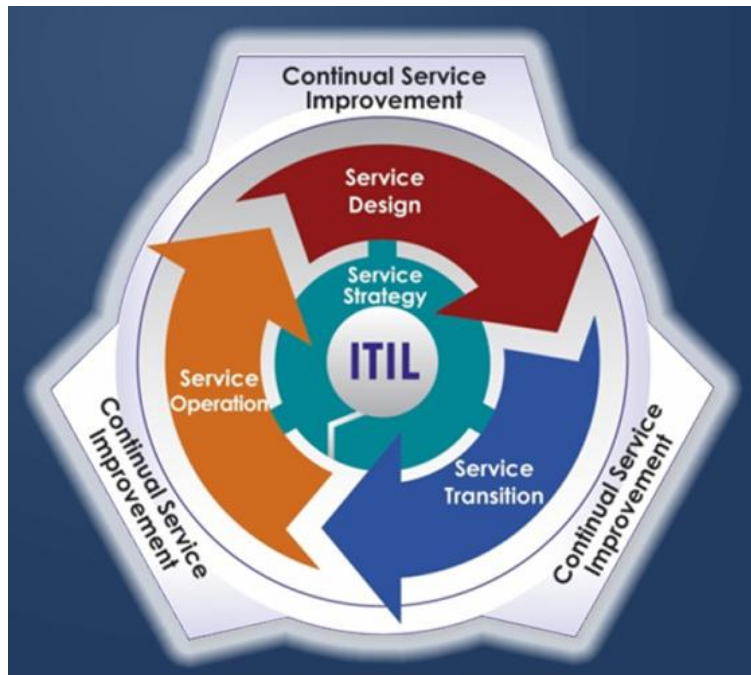 Continual Service
Improvement
Service
Design
Service
Strategy
ITIL
Service
Operation
Service
Transition
Continual Service
Improvement
Continual Service
Improvement